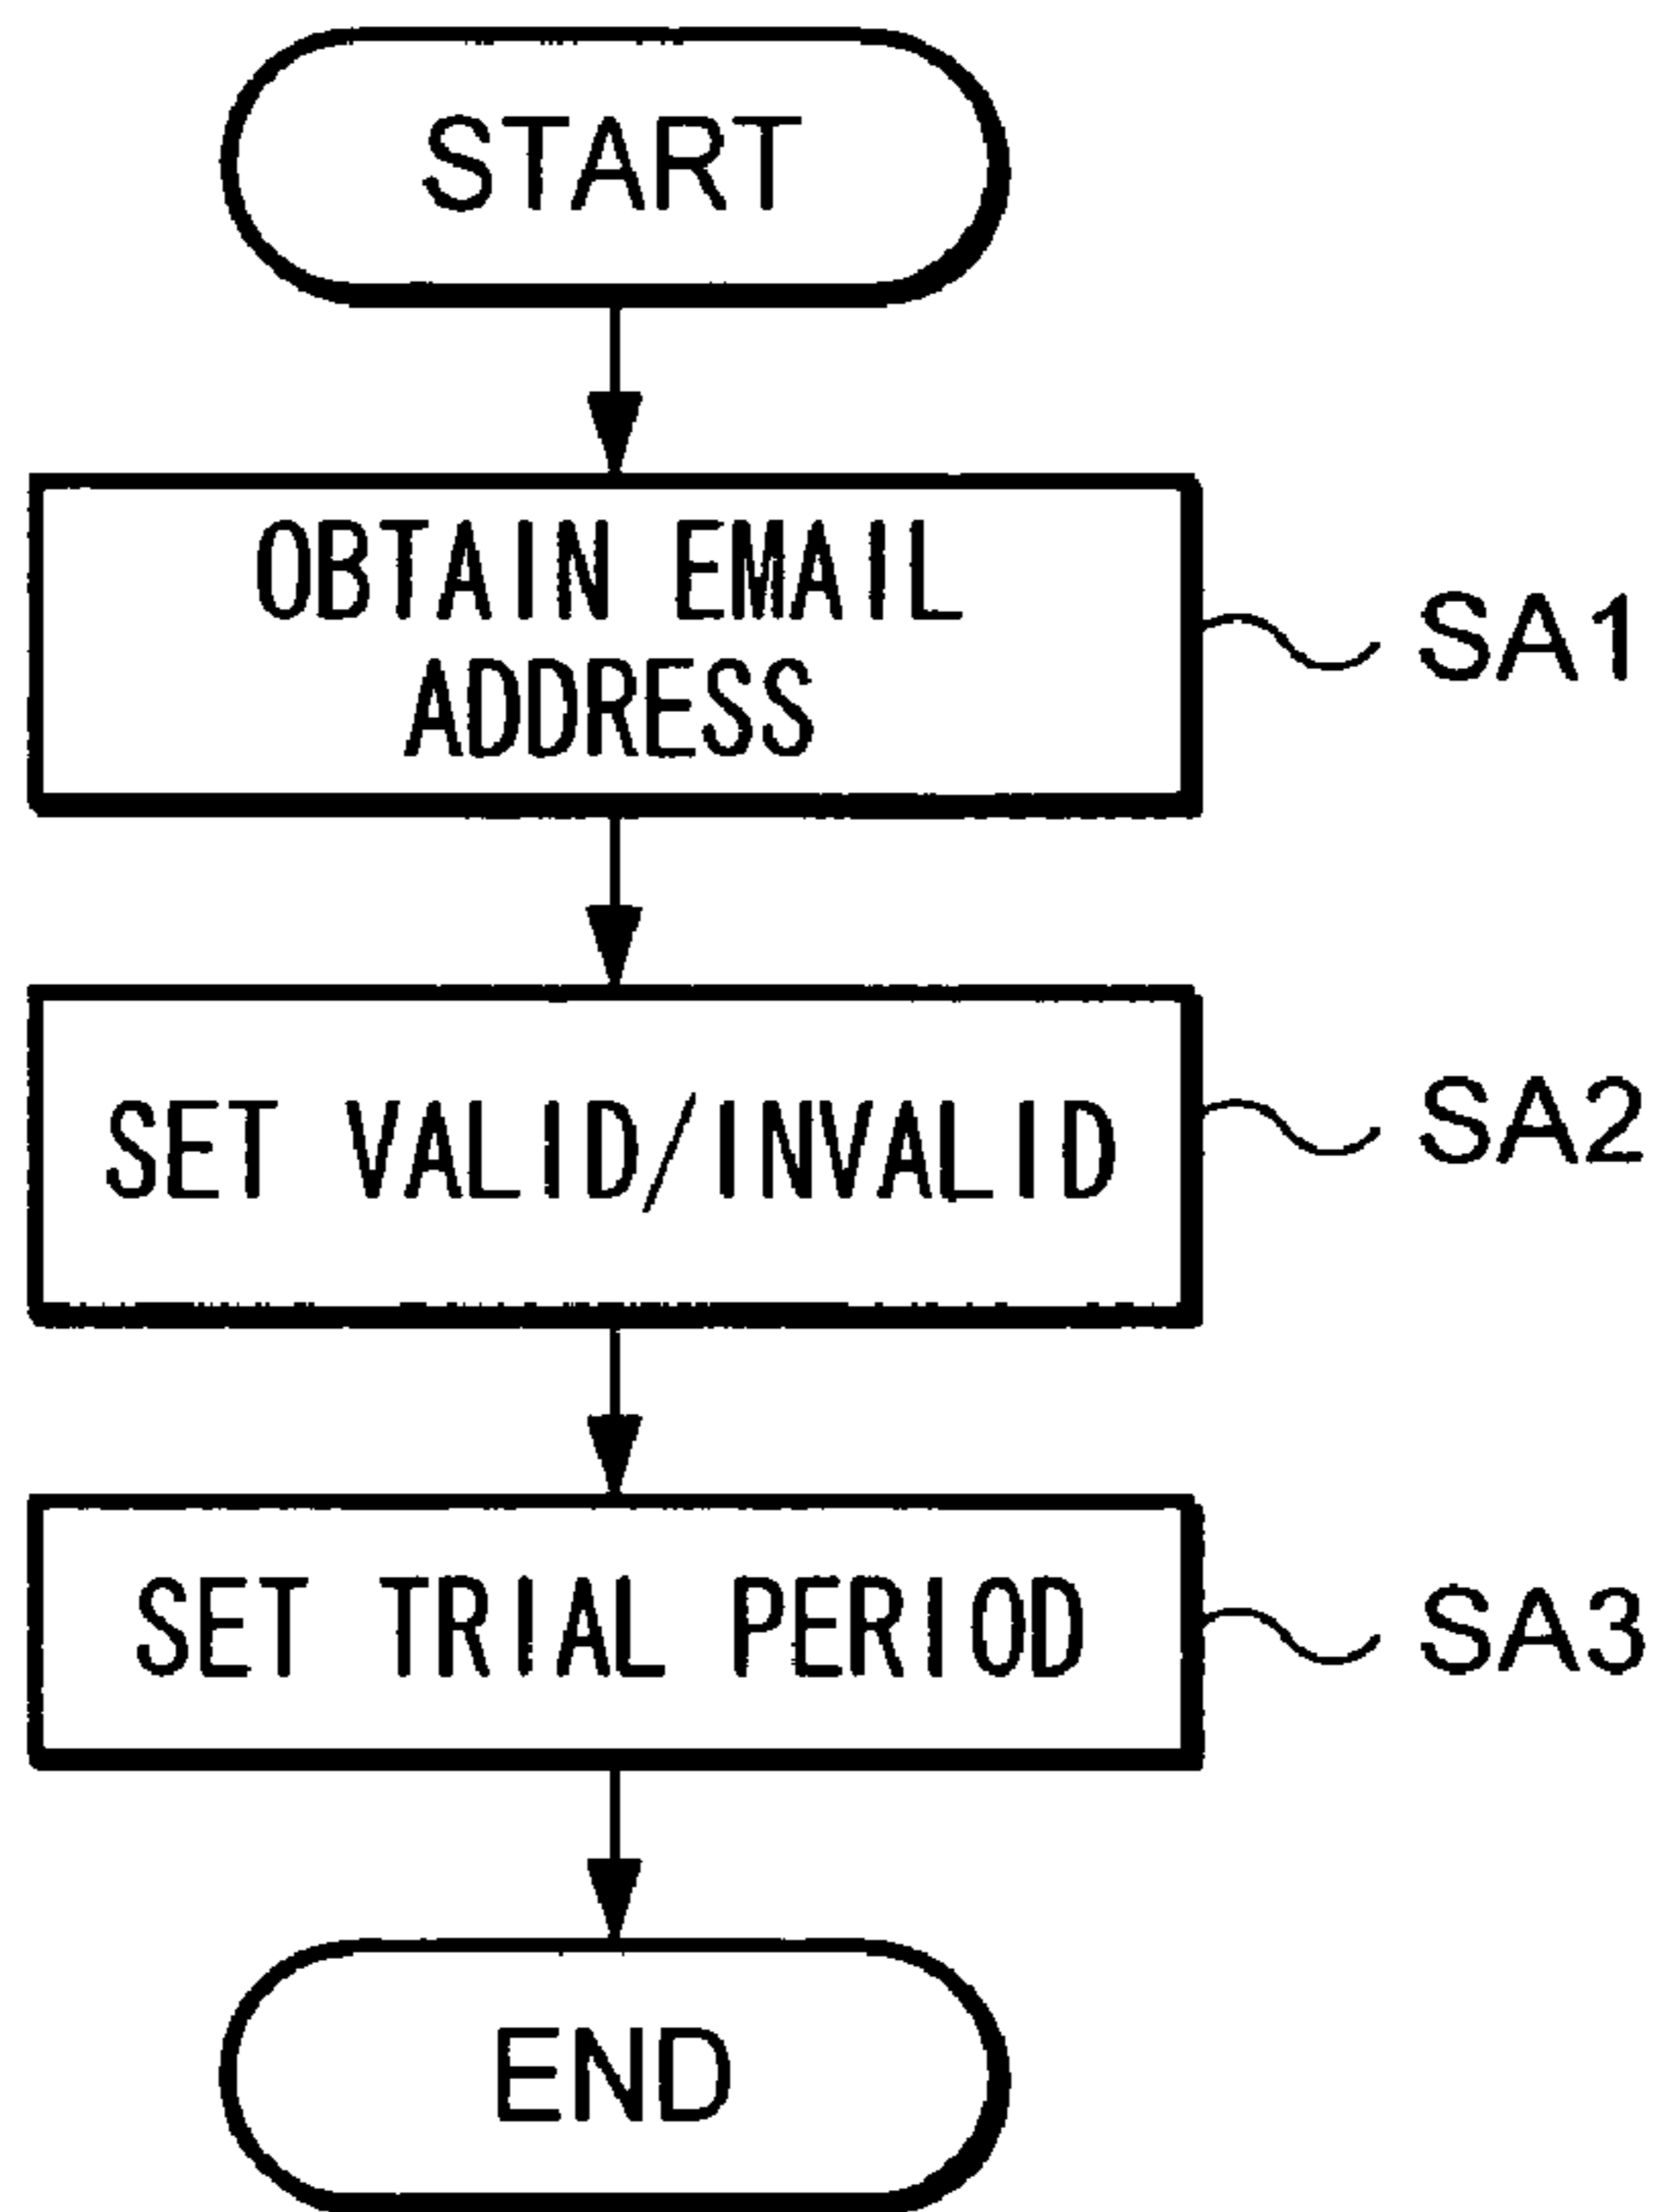 START
OBTAIN EMAIL
ADDRESS
SA1
SET VALID/INVALID
SA2
SET TRIAL PERIOD
SA3
END